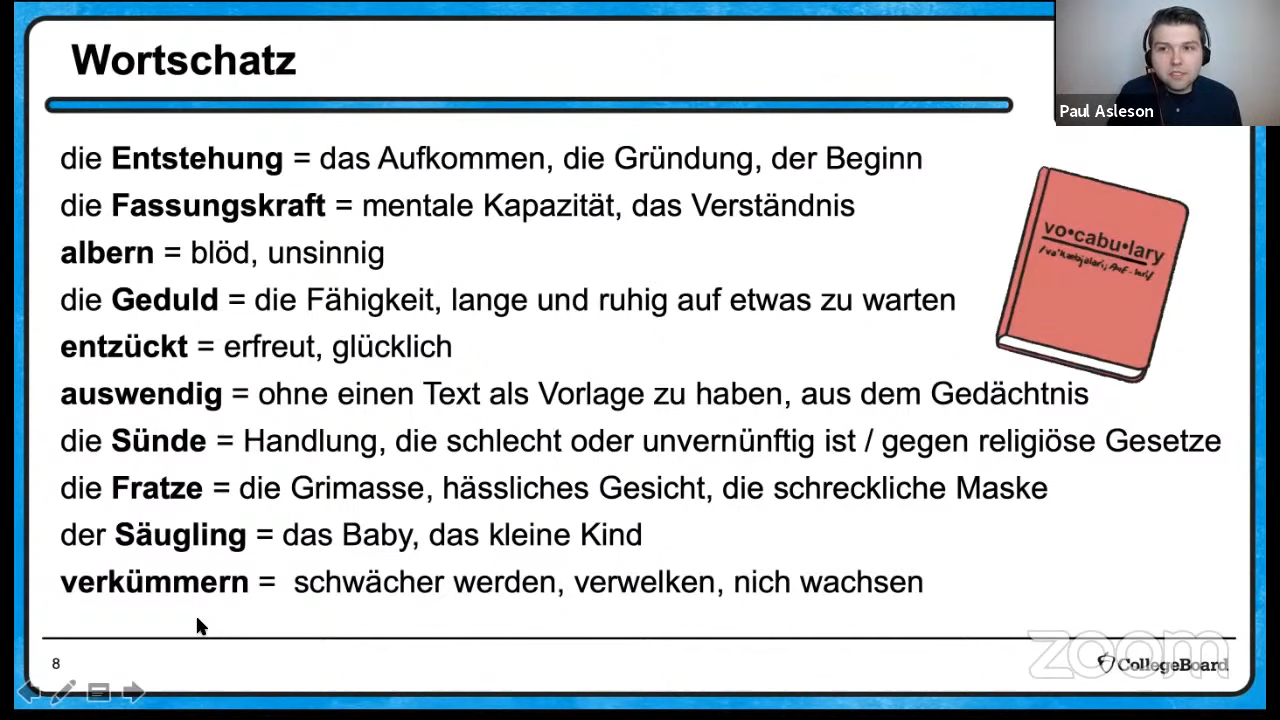 Wortschatz
Paul Asleson
die Entstehung = das Aufkommen, die Gründung, der Beginn
die Fassungskraft = mentale Kapazität, das Verständnis
albern = blöd, unsinnig
die Geduld = die Fähigkeit, lange und ruhig auf etwas zu warten
entzückt = erfreut, glücklich
auswendig = ohne einen Text als Vorlage zu haben, aus dem Gedächtnis
die Sünde = Handlung, die schlecht oder unvernünftig ist / gegen religiöse Gesetze
die Fratze = die Grimasse, hässliches Gesicht, die schreckliche Maske
der Säugling = das Baby, das kleine Kind
verkümmern = schwächer werden, verwelken, nich wachsen
vo•cabu•lary
8
zoom
CollegeBoard